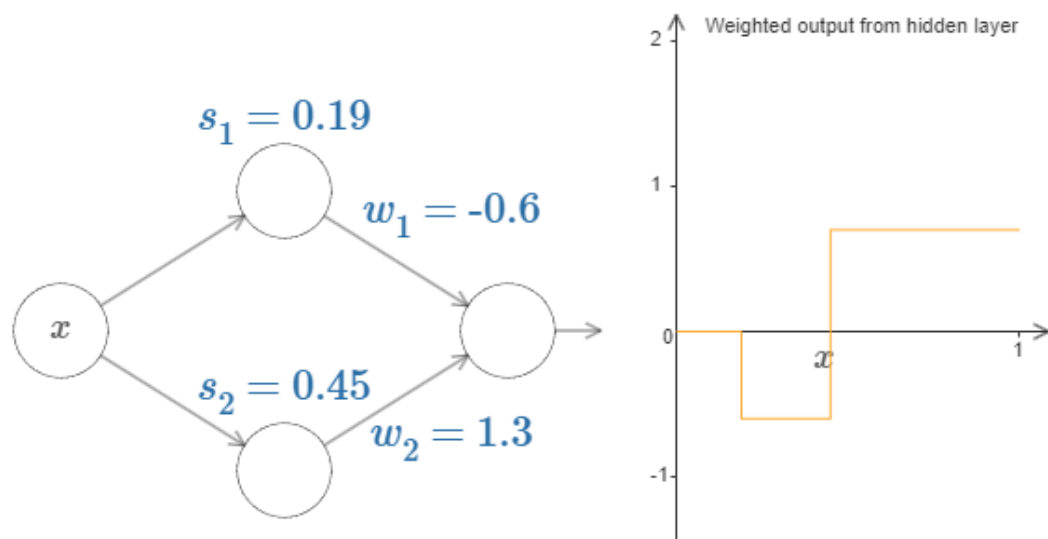 s₁ = 0.19
w₁ = -0.6
x
s₂ = 0.45
w₂ = 1.3
Weighted output from hidden layer
2
1
0
x
1
-1